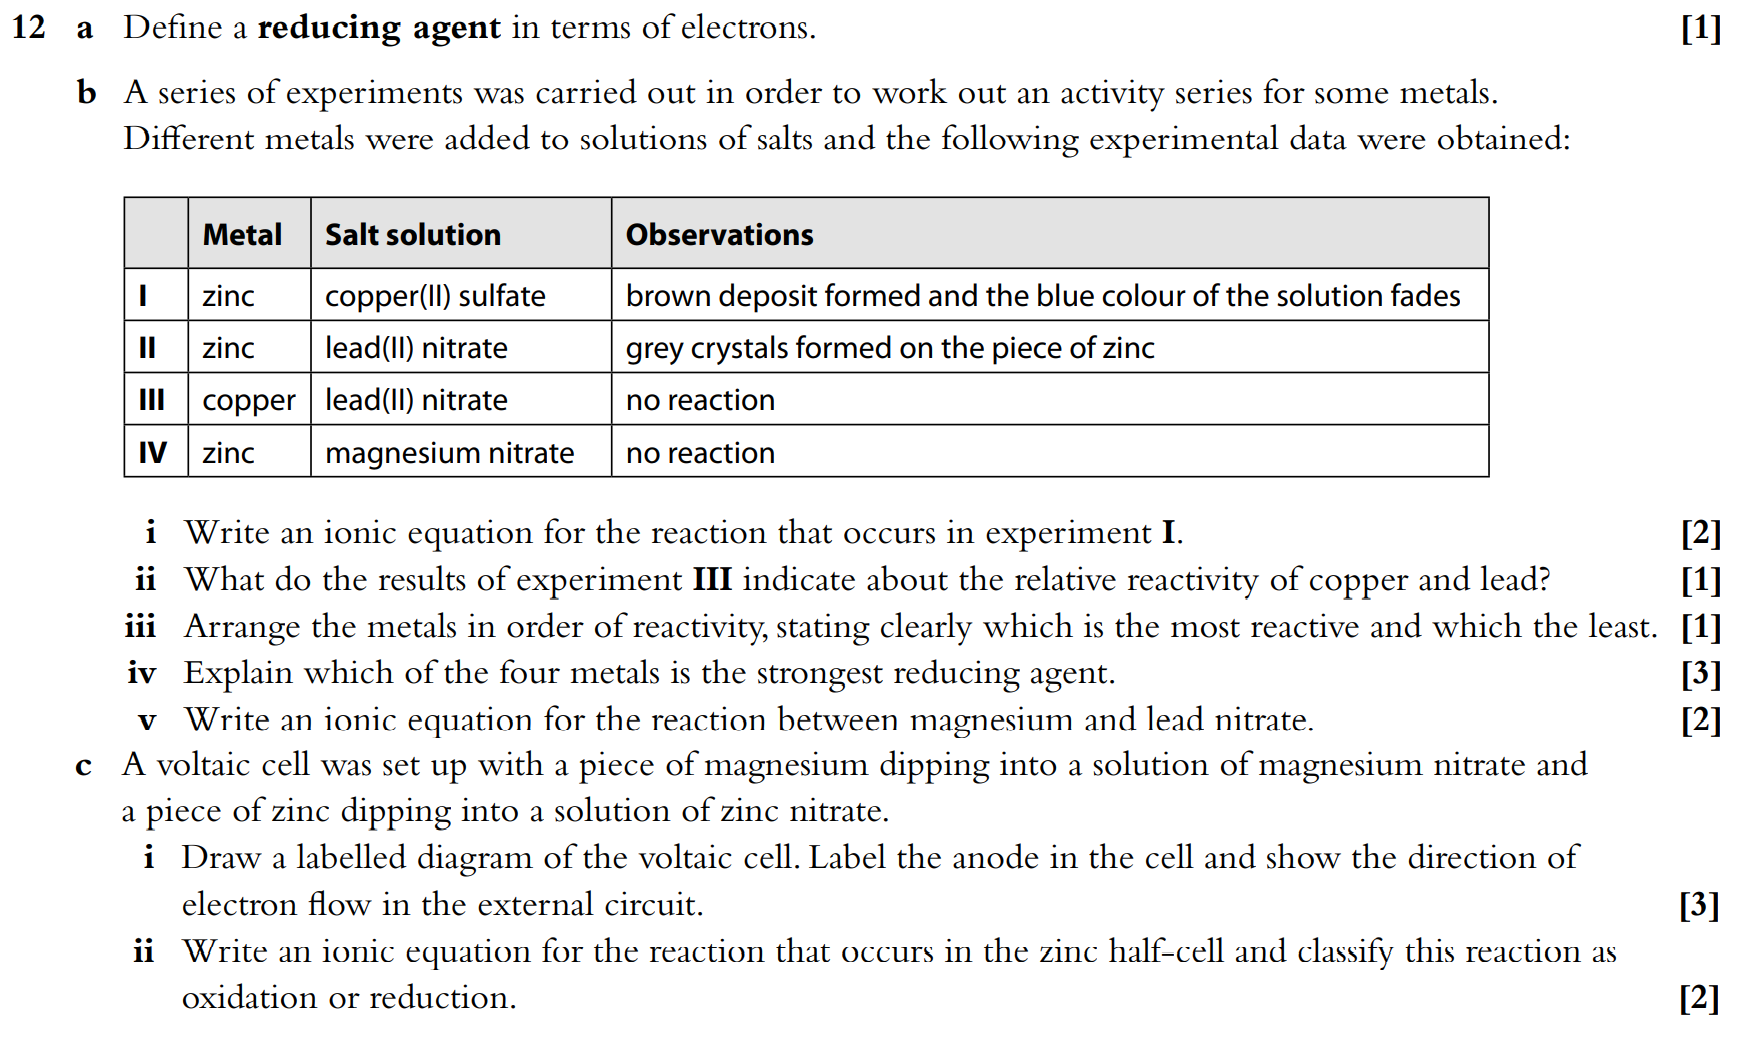 12 a Define a reducing agent in terms of electrons. [1]
b A series of experiments was carried out in order to work out an activity series for some metals.
Different metals were added to solutions of salts and the following experimental data were obtained:
Metal Salt solution Observations
I zinc copper(II) sulfate brown deposit formed and the blue colour of the solution fades
II zinc lead(II) nitrate grey crystals formed on the piece of zinc
III copper lead(II) nitrate no reaction
IV zinc magnesium nitrate no reaction
i Write an ionic equation for the reaction that occurs in experiment I. [2]
ii What do the results of experiment III indicate about the relative reactivity of copper and lead? [1]
iii Arrange the metals in order of reactivity, stating clearly which is the most reactive and which the least. [1]
iv Explain which of the four metals is the strongest reducing agent. [3]
v Write an ionic equation for the reaction between magnesium and lead nitrate. [2]
c A voltaic cell was set up with a piece of magnesium dipping into a solution of magnesium nitrate and
a piece of zinc dipping into a solution of zinc nitrate.
i Draw a labelled diagram of the voltaic cell. Label the anode in the cell and show the direction of
electron flow in the external circuit. [3]
ii Write an ionic equation for the reaction that occurs in the zinc half-cell and classify this reaction as
oxidation or reduction. [2]